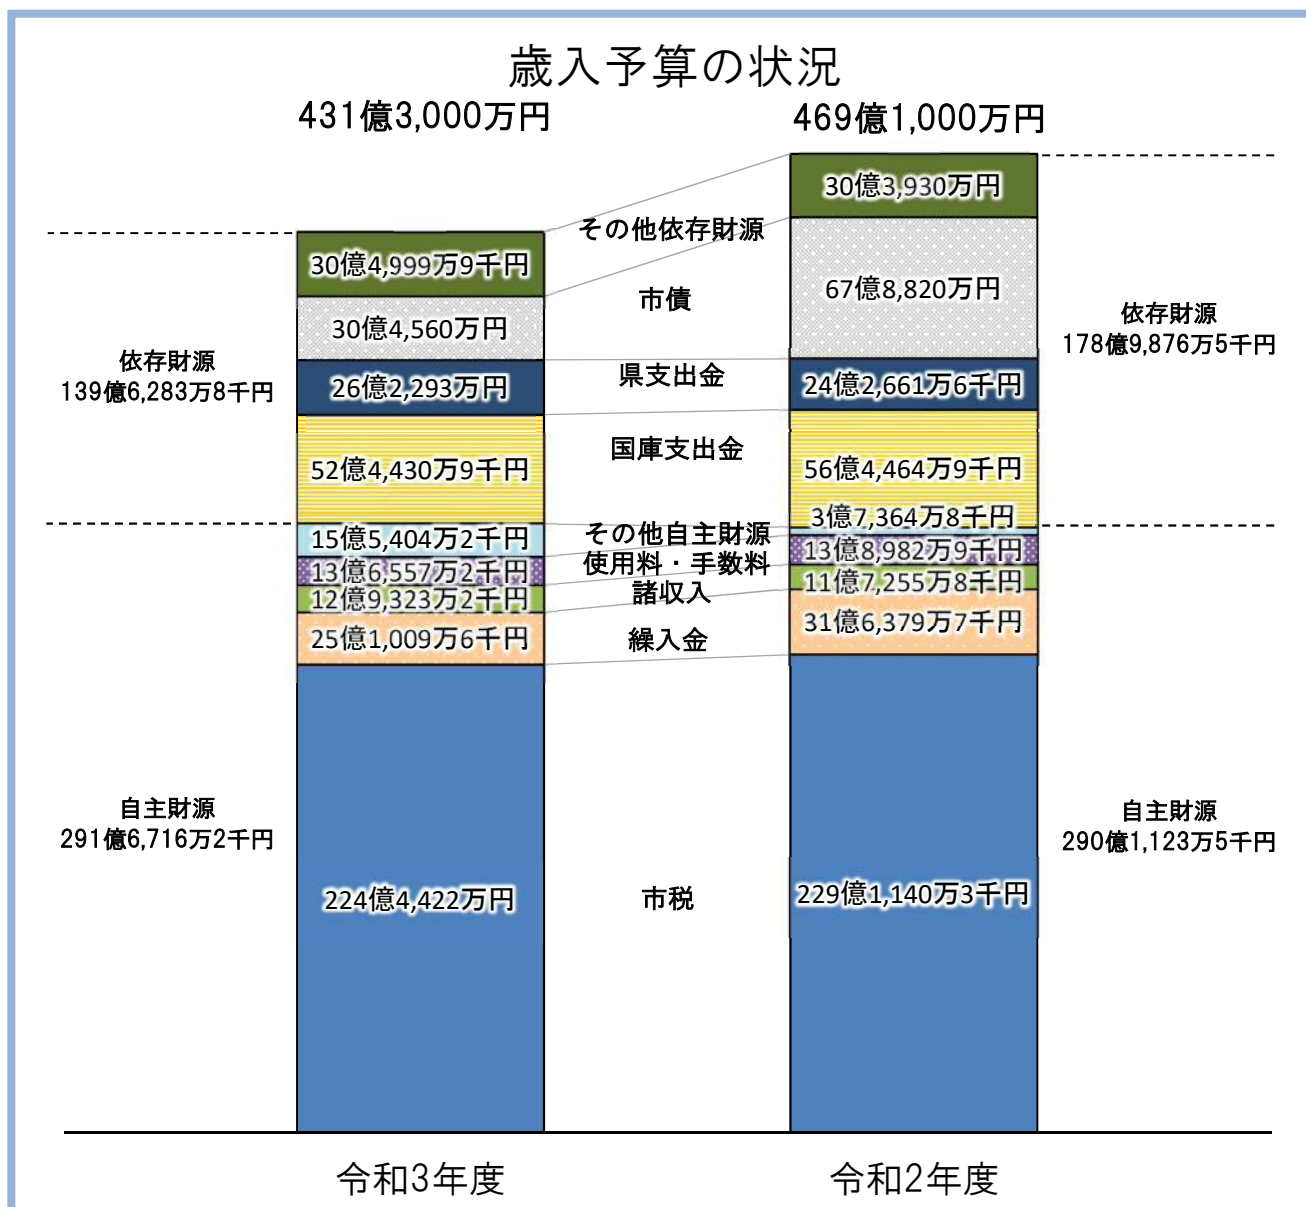 歳入予算の状況
431億3,000万円
469億1,000万円
30億4,999万9千円
30億4,560万円
26億2,293万円
52億4,430万9千円
15億5,404万2千円
13億6,557万2千円
12億9,323万2千円
25億1,009万6千円
224億4,422万円
依存財源
139億6,283万8千円
自主財源
291億6,716万2千円
その他依存財源
市債
県支出金
国庫支出金
その他自主財源
使用料・手数料
諸収入
繰入金
市税
30億3,930万円
67億8,820万円
24億2,661万6千円
56億4,464万9千円
3億7,364万8千円
13億8,982万9千円
11億7,255万8千円
31億6,379万7千円
229億1,140万3千円
依存財源
178億9,876万5千円
自主財源
290億1,123万5千円
令和3年度
令和2年度